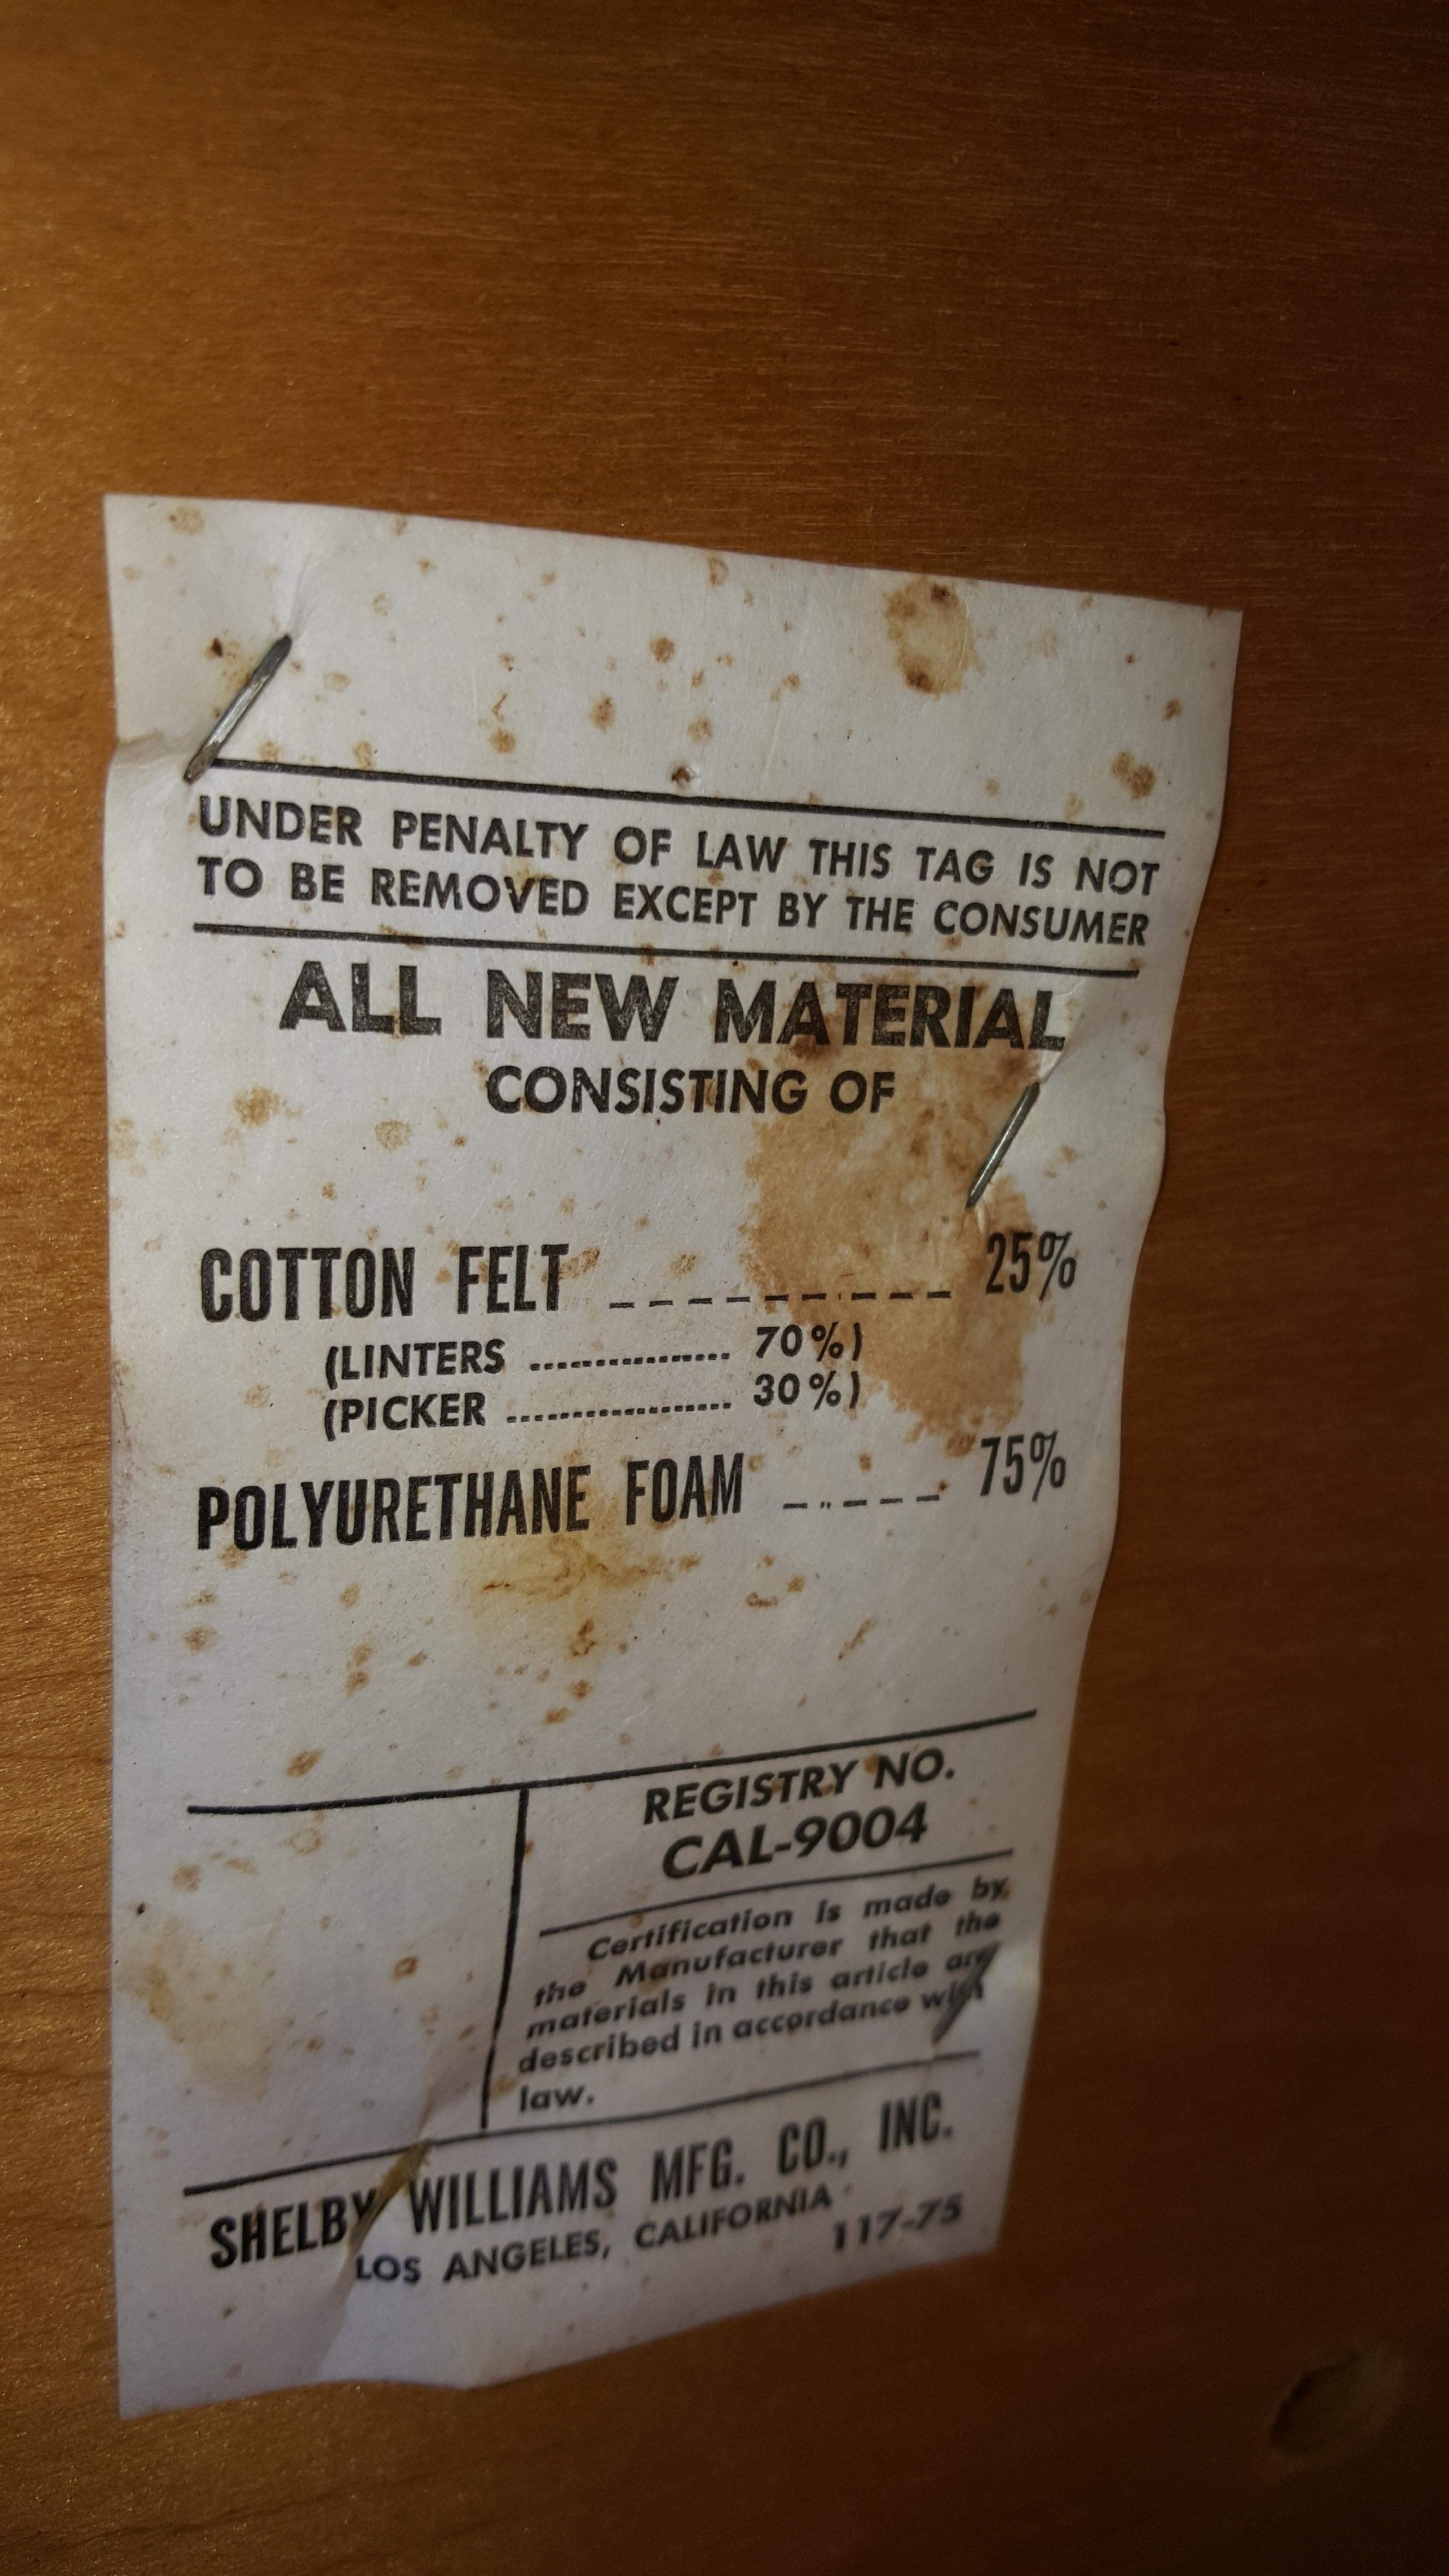 UNDER PENALTY OF LAW THIS TAG IS NOT
TO BE REMOVED EXCEPT BY THE CONSUMER
ALL NEW MATERIAL
CONSISTING OF
COTTON FELT __________ 25%
(LINTERS ................ 70%)
(PICKER .................. 30%)
POLYURETHANE FOAM _ .. _ _ _ 75%
REGISTRY NO.
CAL-9004
Certification is made by
the Manufacturer that the
materials in this article are
described in accordance with
law.
SHELBY WILLIAMS MFG. CO., INC.
LOS ANGELES, CALIFORNIA
117-75